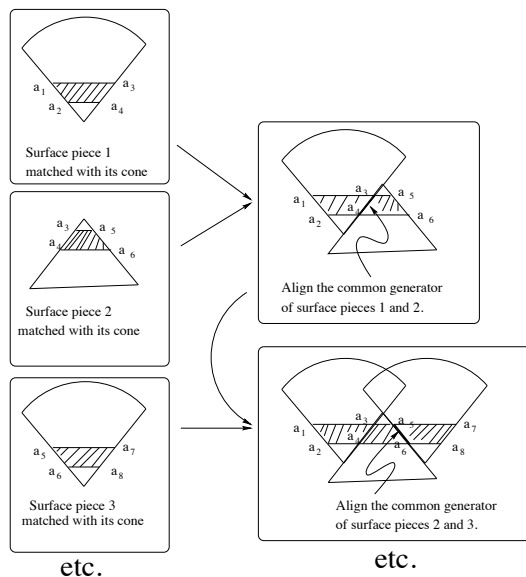 a1 a3
a2 a4
Surface piece 1
matched with its cone
a3 a5
a4 a6
Surface piece 2
matched with its cone
a5 a7
a6 a8
Surface piece 3
matched with its cone
etc.
a1 a3 a5
a2 a4 a6
Align the common generator
of surface pieces 1 and 2.
a1 a3 a5 a7
a2 a4 a6 a8
Align the common generator
of surface pieces 2 and 3.
etc.